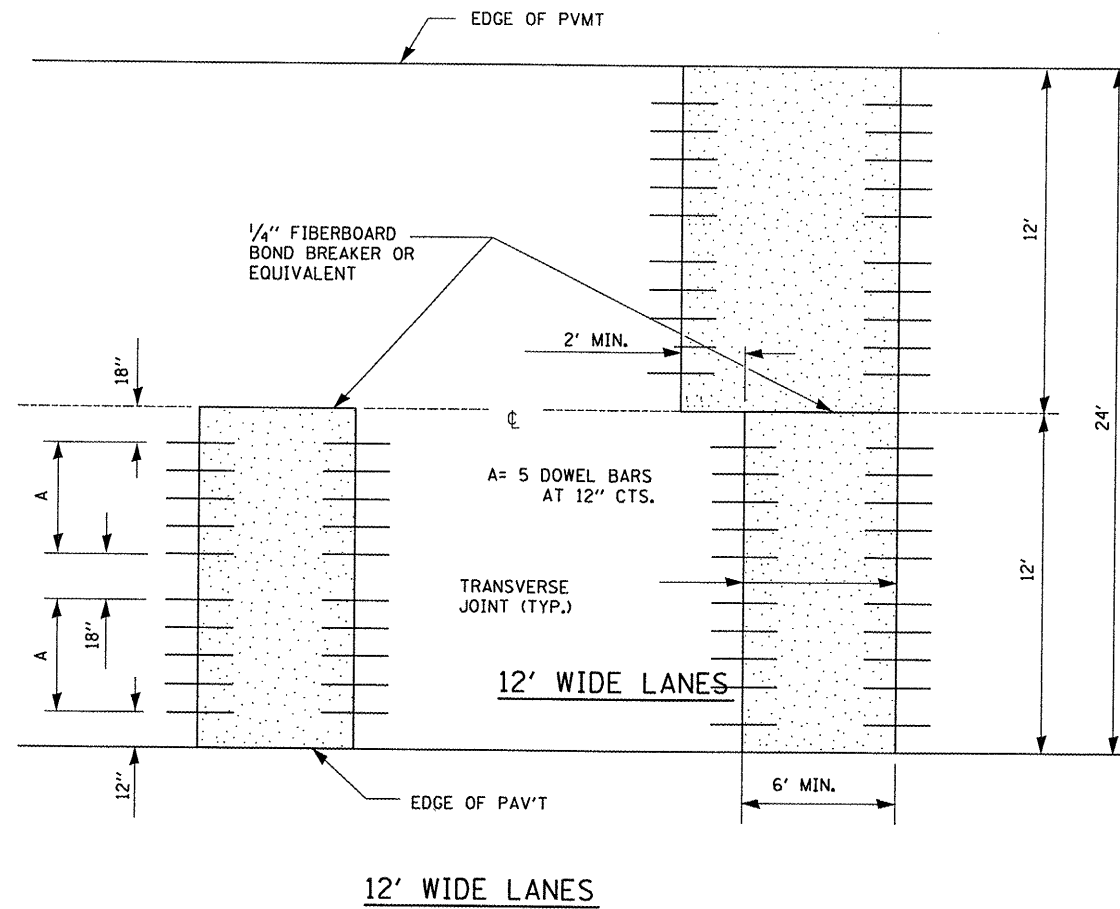 EDGE OF PVMT
1/4" FIBERBOARD
BOND BREAKER OR
EQUIVALENT
12'
2' MIN.
18"
℄
24'
A= 5 DOWEL BARS
AT 12" CTS.
A
12'
TRANSVERSE
JOINT (TYP.)
A
18"
12' WIDE LANES
12"
6' MIN.
EDGE OF PAV'T
12' WIDE LANES